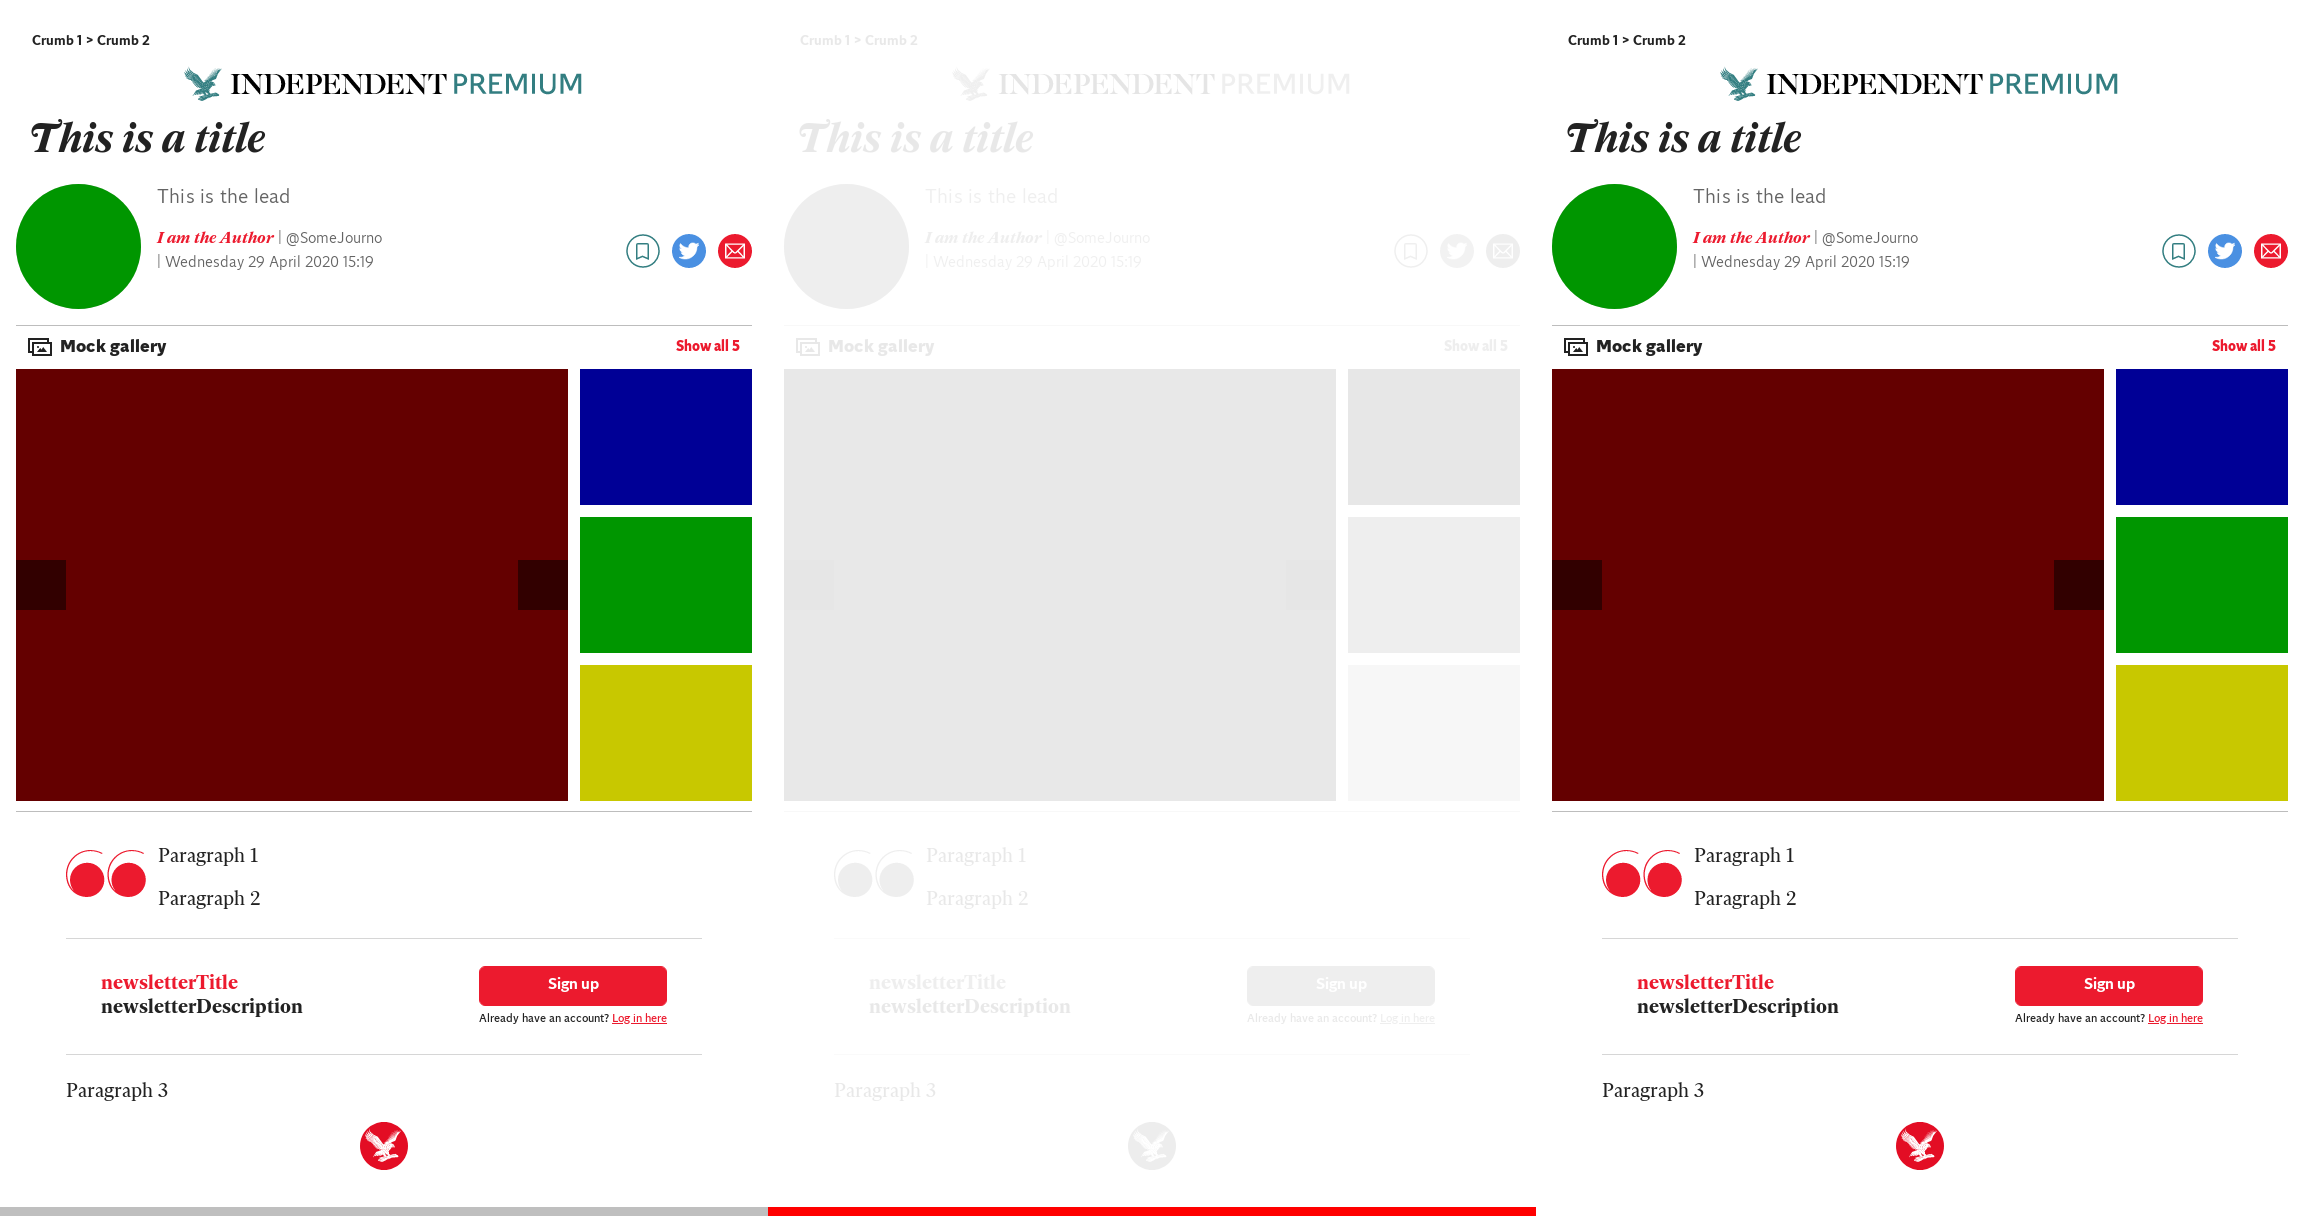 Crumb 1 > Crumb 2
INDEPENDENT PREMIUM
This is a title
This is the lead
I am the Author | @SomeJourno
| Wednesday 29 April 2020 15:19
Mock gallery
Show all 5
Paragraph 1
Paragraph 2
newsletterTitle
newsletterDescription
Sign up
Already have an account? Log in here
Paragraph 3
Crumb 1 > Crumb 2
INDEPENDENT PREMIUM
This is a title
This is the lead
I am the Author | @SomeJourno
| Wednesday 29 April 2020 15:19
Mock gallery
Show all 5
Paragraph 1
Paragraph 2
newsletterTitle
newsletterDescription
Sign up
Already have an account? Log in here
Paragraph 3
Crumb 1 > Crumb 2
INDEPENDENT PREMIUM
This is a title
This is the lead
I am the Author | @SomeJourno
| Wednesday 29 April 2020 15:19
Mock gallery
Show all 5
Paragraph 1
Paragraph 2
newsletterTitle
newsletterDescription
Sign up
Already have an account? Log in here
Paragraph 3